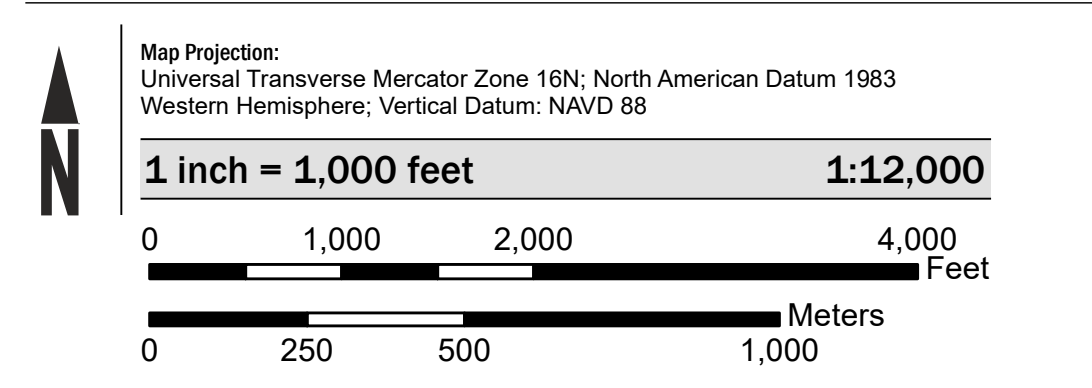 Map Projection:
Universal Transverse Mercator Zone 16N; North American Datum 1983
Western Hemisphere; Vertical Datum: NAVD 88
N
1 inch = 1,000 feet 1:12,000
0 1,000 2,000 4,000
Feet
Meters
0 250 500 1,000